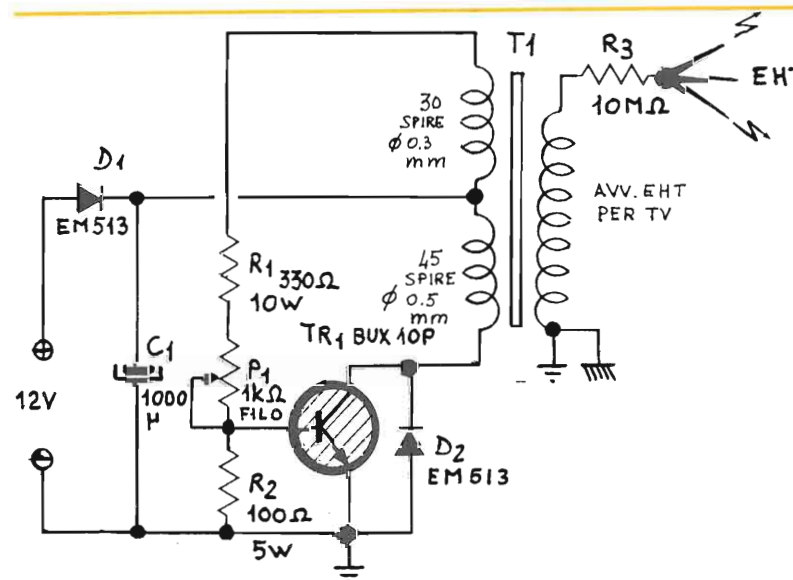 T1
R3
10MΩ
EHT
30
SPIRE
φ 0.3
mm
D1
EM513
AVV. EHT
PER TV
R1 330Ω
10W
45
SPIRE
φ 0.5
mm
TR1 BUX 10P
12V
C1
1000
μ
P1
1kΩ
FILO
D2
EM513
R2
100Ω
5W